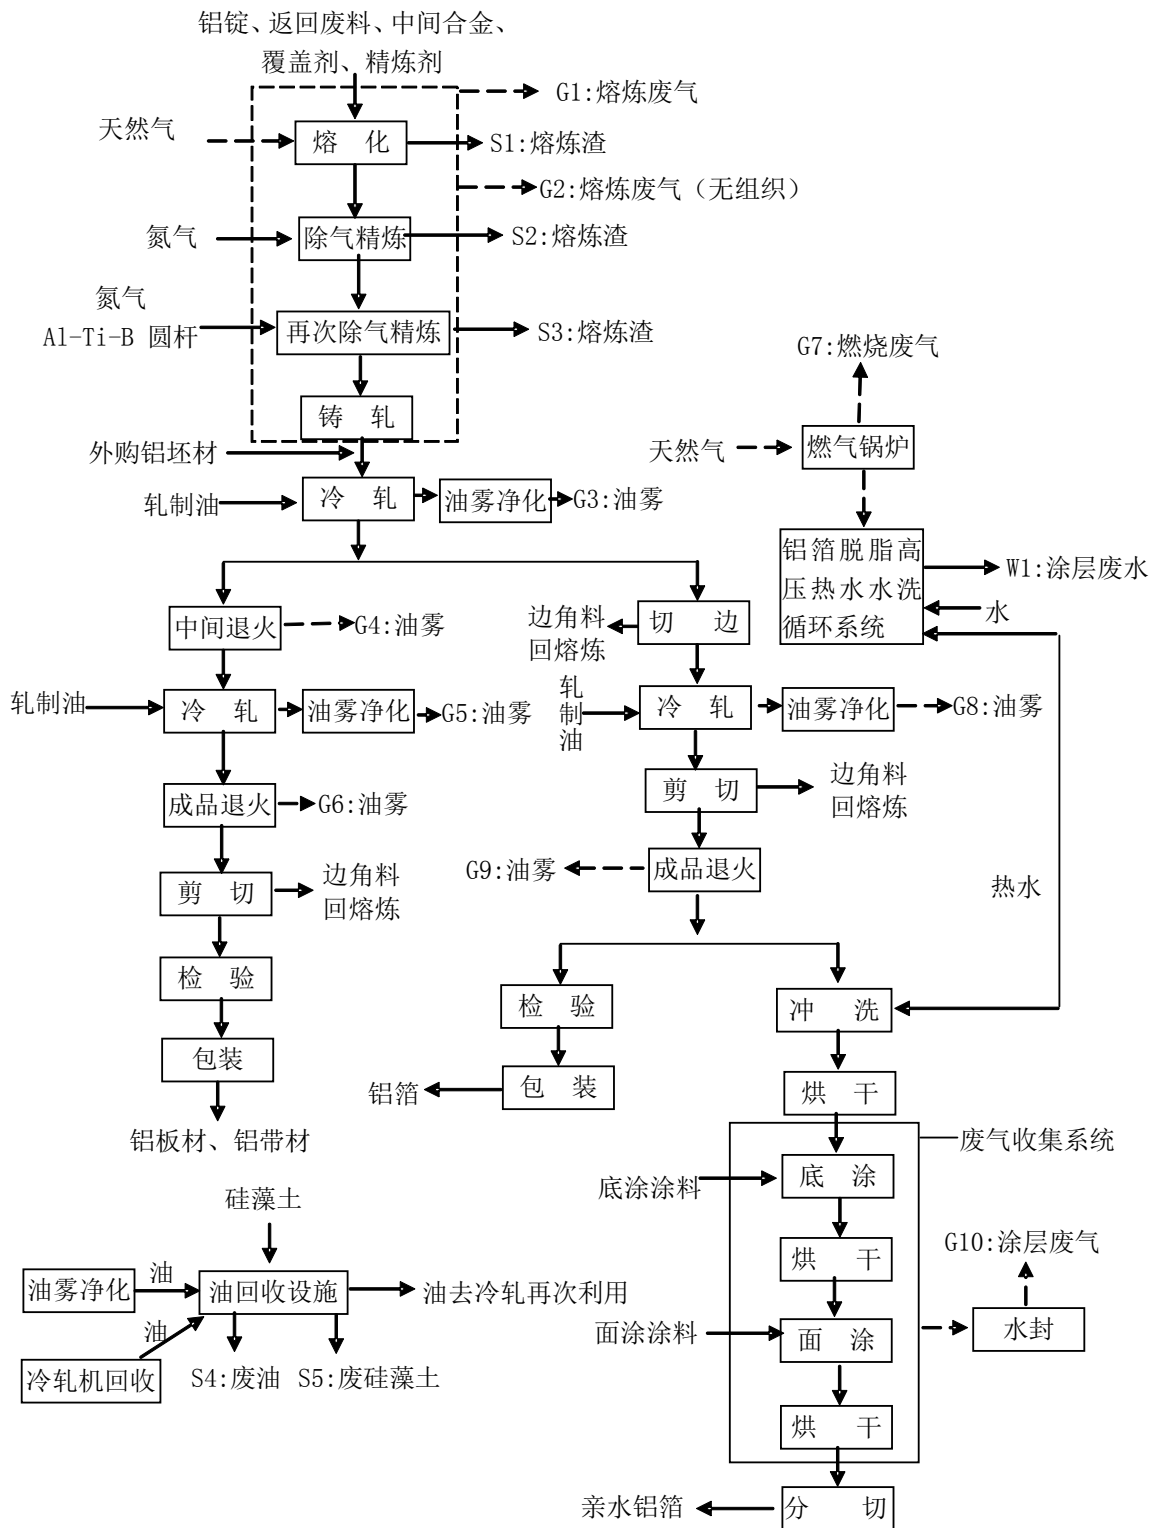 铝锭、返回废料、中间合金、
覆盖剂、精炼剂
G1:熔炼废气
天然气
熔 化
S1:熔炼渣
G2:熔炼废气（无组织）
氮气
除气精炼
S2:熔炼渣
氮气
Al-Ti-B 圆杆
再次除气精炼
S3:熔炼渣
G7:燃烧废气
铸 轧
外购铝坯材
天然气
燃气锅炉
轧制油
冷 轧
油雾净化
G3:油雾
铝箔脱脂高
压热水水洗
循环系统
W1:涂层废水
水
中间退火
G4:油雾
边角料
回熔炼
切 边
轧制油
冷 轧
油雾净化
G5:油雾
轧
制
油
冷 轧
油雾净化
G8:油雾
成品退火
G6:油雾
剪 切
边角料
回熔炼
G9:油雾
成品退火
剪 切
边角料
回熔炼
热水
检 验
检 验
冲 洗
包装
铝箔
包 装
烘 干
铝板材、铝带材
废气收集系统
底涂涂料
底 涂
硅藻土
烘 干
G10:涂层废气
油雾净化
油
油回收设施
油去冷轧再次利用
油
面涂涂料
面 涂
水封
冷轧机回收
S4:废油
S5:废硅藻土
烘 干
亲水铝箔
分 切